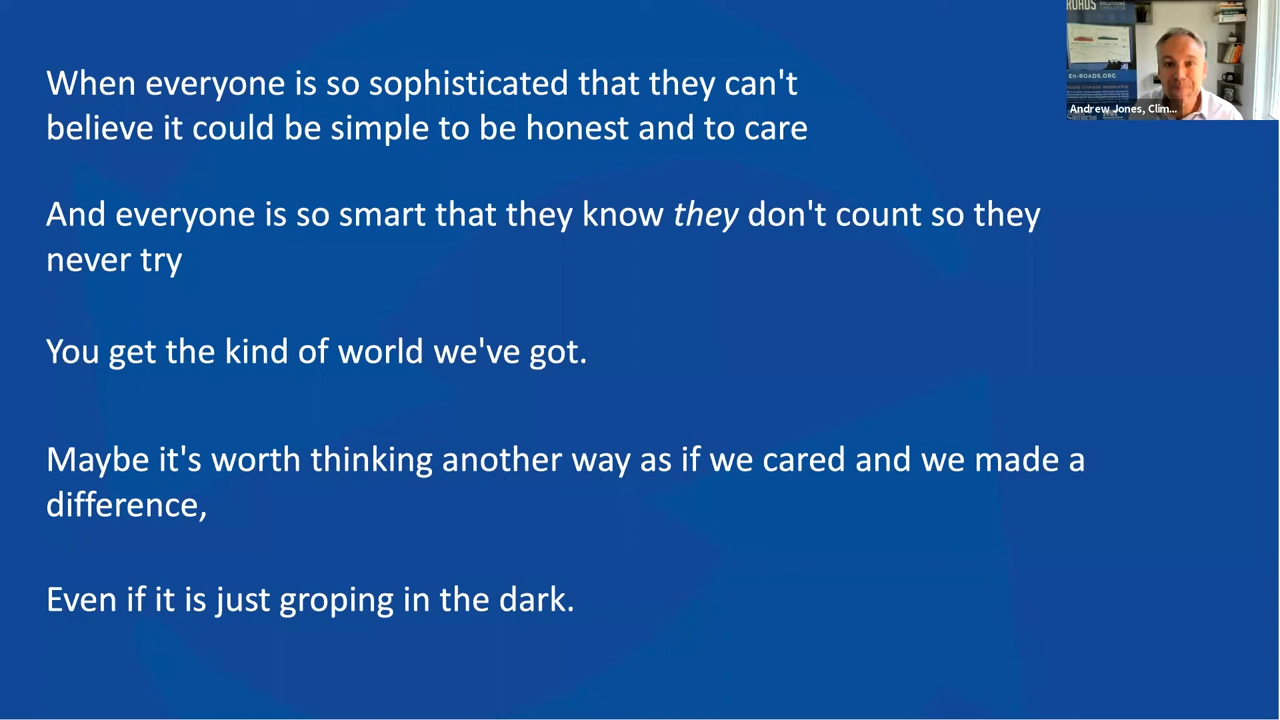 When everyone is so sophisticated that they can't
believe it could be simple to be honest and to care
And everyone is so smart that they know they don't count so they
never try
You get the kind of world we've got.
Maybe it's worth thinking another way as if we cared and we made a
difference,
Even if it is just groping in the dark.
En-ROADS.ORG
Andrew Jones, Clim...